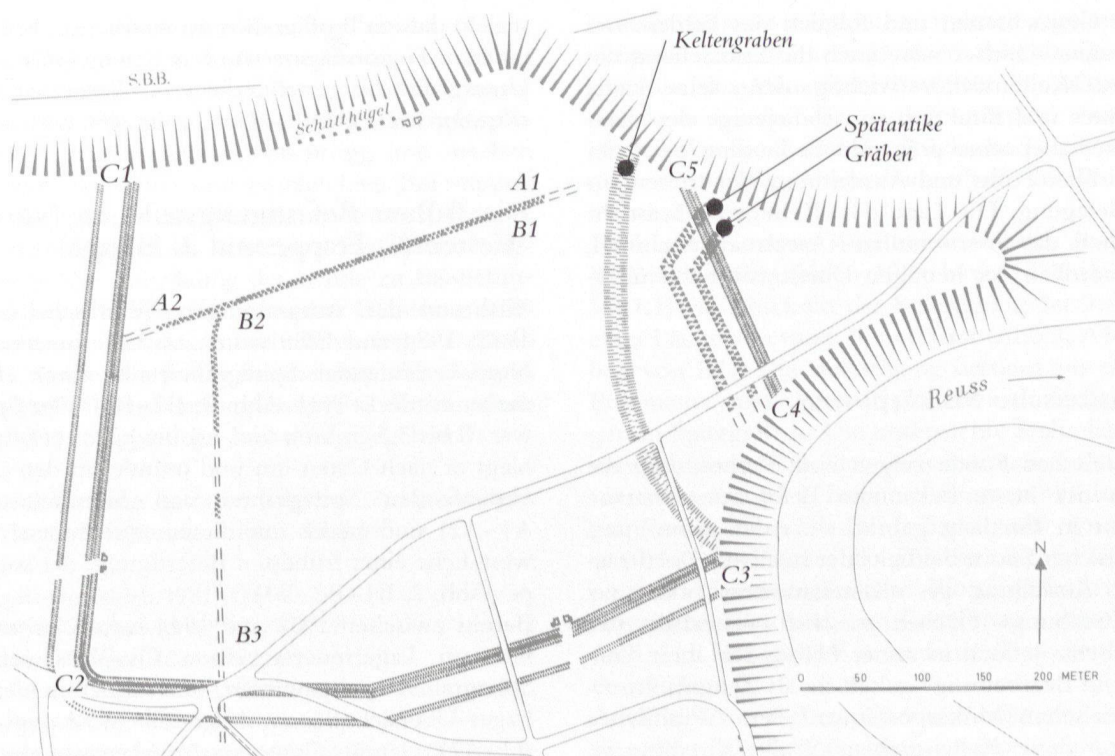 Keltengraben
S.B.B.
Schutthügel
Spätantike
Gräben
C1
C5
A1
B1
A2
B2
C4
Reuss
C3
B3
C2
N
0 50 100 150 200 METER